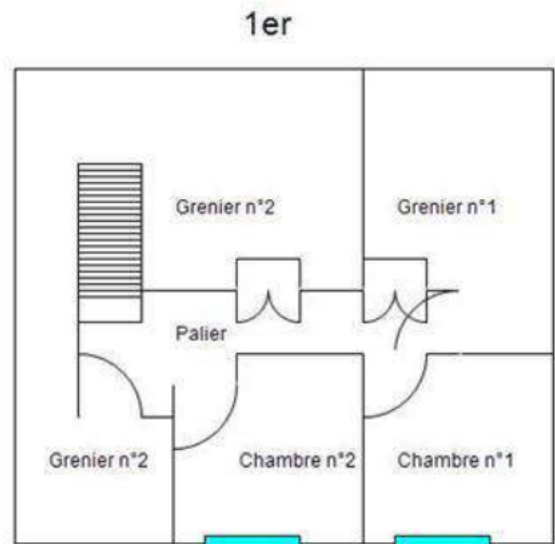 1er
Grenier n°2
Grenier n°1
Palier
Grenier n°2
Chambre n°2
Chambre n°1